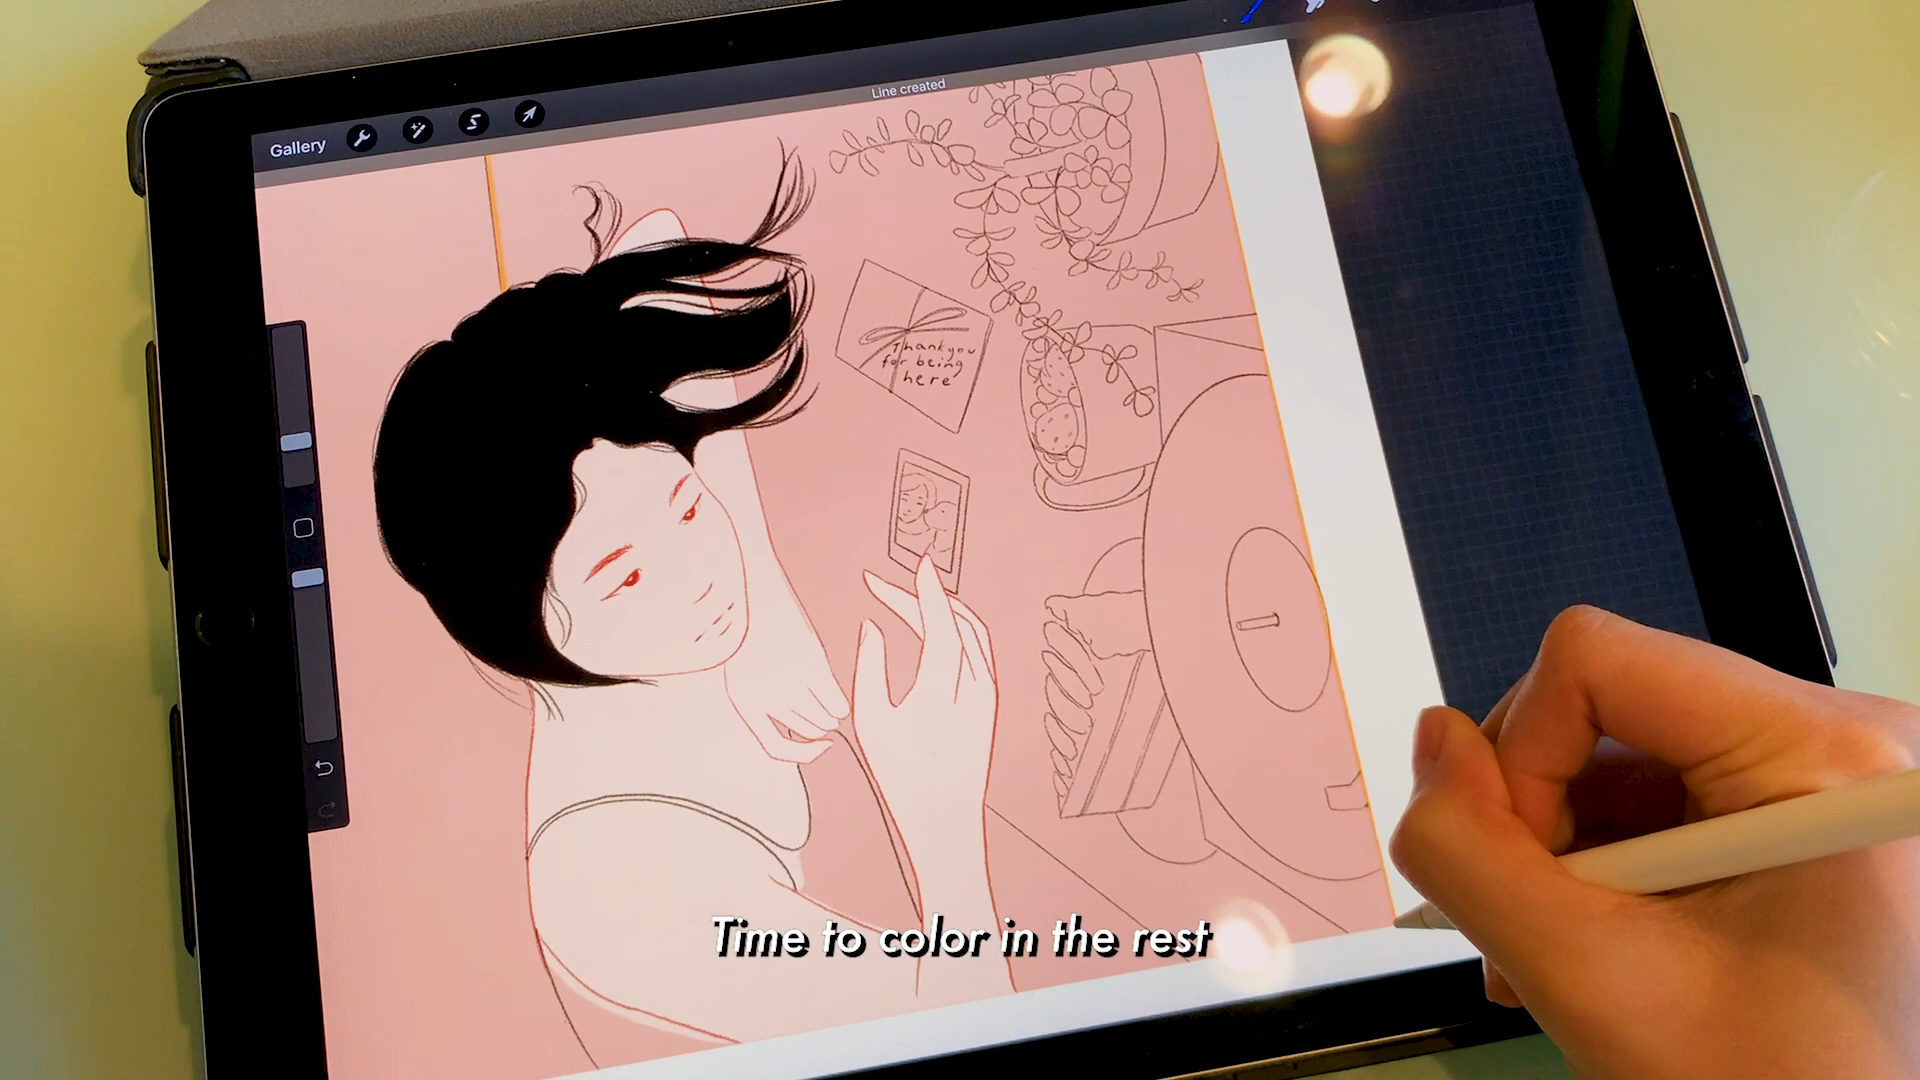 Line created
Gallery
Thank you
for being
here
Time to color in the rest